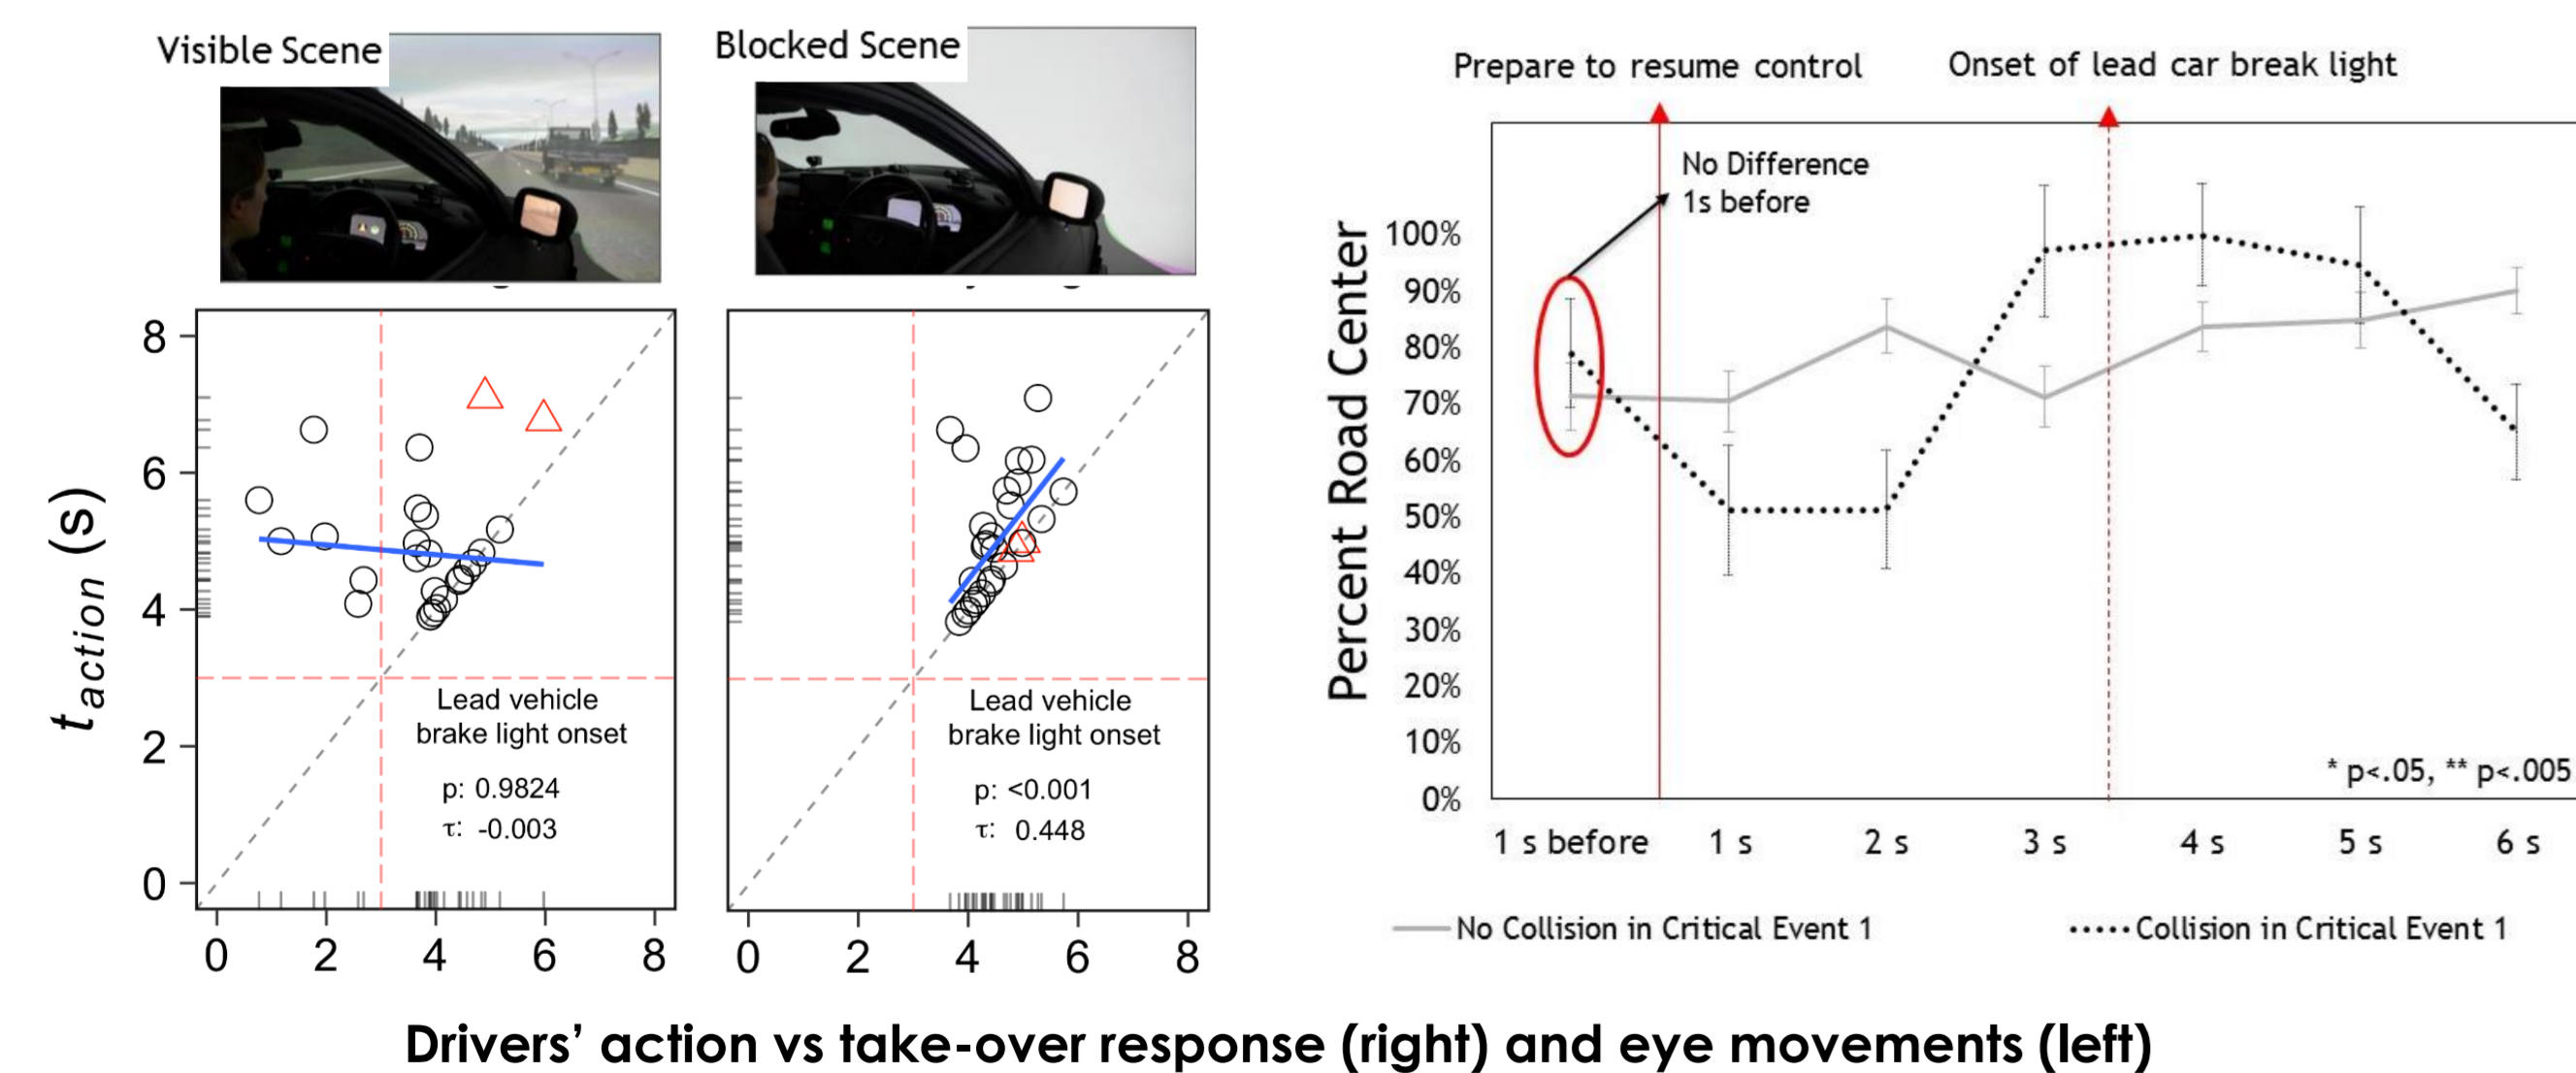 Visible Scene
Blocked Scene
t action (s)
8
6
4
2
0
Lead vehicle
brake light onset
p: 0.9824
τ: -0.003
0 2 4 6 8
Lead vehicle
brake light onset
p: <0.001
τ: 0.448
0 2 4 6 8
Prepare to resume control
Onset of lead car break light
No Difference
1s before
Percent Road Center
100%
90%
80%
70%
60%
50%
40%
30%
20%
10%
0%
* p<.05, ** p<.005
1 s before 1 s 2 s 3 s 4 s 5 s 6 s
No Collision in Critical Event 1
Collision in Critical Event 1
Drivers’ action vs take-over response (right) and eye movements (left)